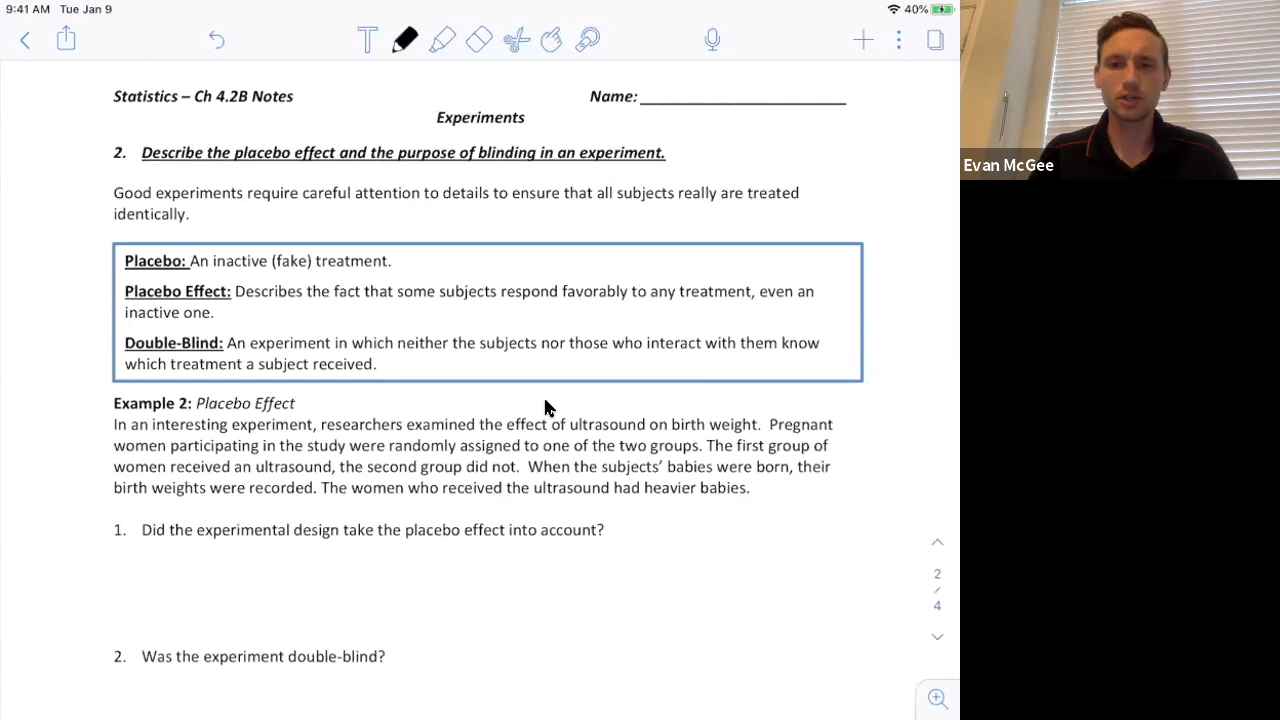 9:41 AM Tue Jan 9
40%
Statistics – Ch 4.2B Notes
Name: ________________________
Experiments
2. Describe the placebo effect and the purpose of blinding in an experiment.
Good experiments require careful attention to details to ensure that all subjects really are treated
identically.
Placebo: An inactive (fake) treatment.
Placebo Effect: Describes the fact that some subjects respond favorably to any treatment, even an
inactive one.
Double-Blind: An experiment in which neither the subjects nor those who interact with them know
which treatment a subject received.
Example 2: Placebo Effect
In an interesting experiment, researchers examined the effect of ultrasound on birth weight. Pregnant
women participating in the study were randomly assigned to one of the two groups. The first group of
women received an ultrasound, the second group did not. When the subjects’ babies were born, their
birth weights were recorded. The women who received the ultrasound had heavier babies.
1. Did the experimental design take the placebo effect into account?
2. Was the experiment double-blind?
2
/
4
Evan McGee